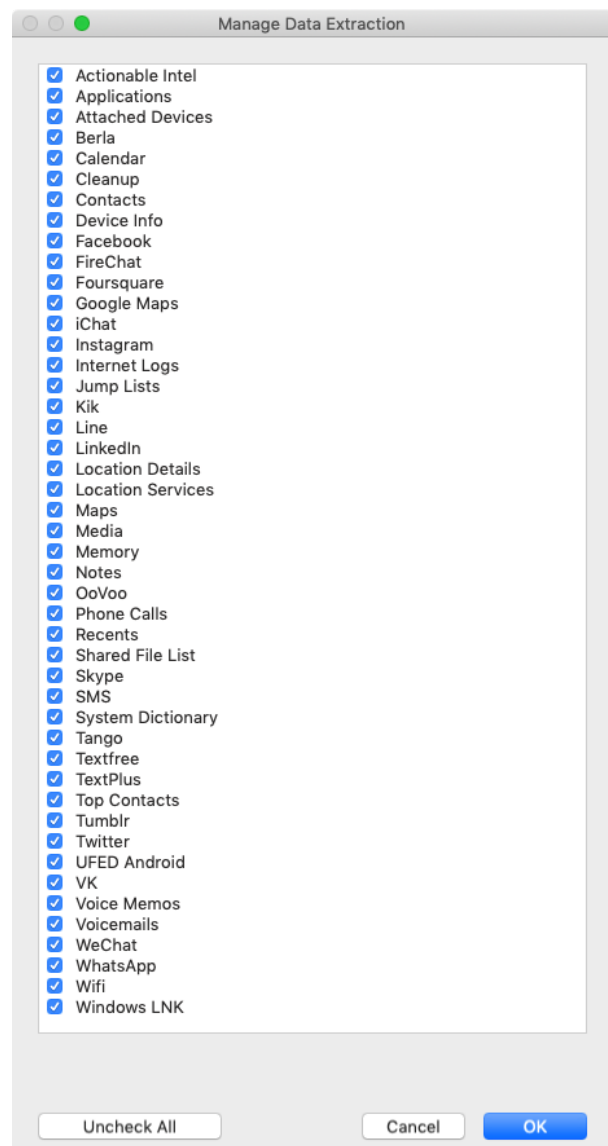 Manage Data Extraction
Actionable Intel
Applications
Attached Devices
Berla
Calendar
Cleanup
Contacts
Device Info
Facebook
FireChat
Foursquare
Google Maps
iChat
Instagram
Internet Logs
Jump Lists
Kik
Line
LinkedIn
Location Details
Location Services
Maps
Media
Memory
Notes
OoVoo
Phone Calls
Recents
Shared File List
Skype
SMS
System Dictionary
Tango
Textfree
TextPlus
Top Contacts
Tumblr
Twitter
UFED Android
VK
Voice Memos
Voicemails
WeChat
WhatsApp
Wifi
Windows LNK
Uncheck All Cancel OK